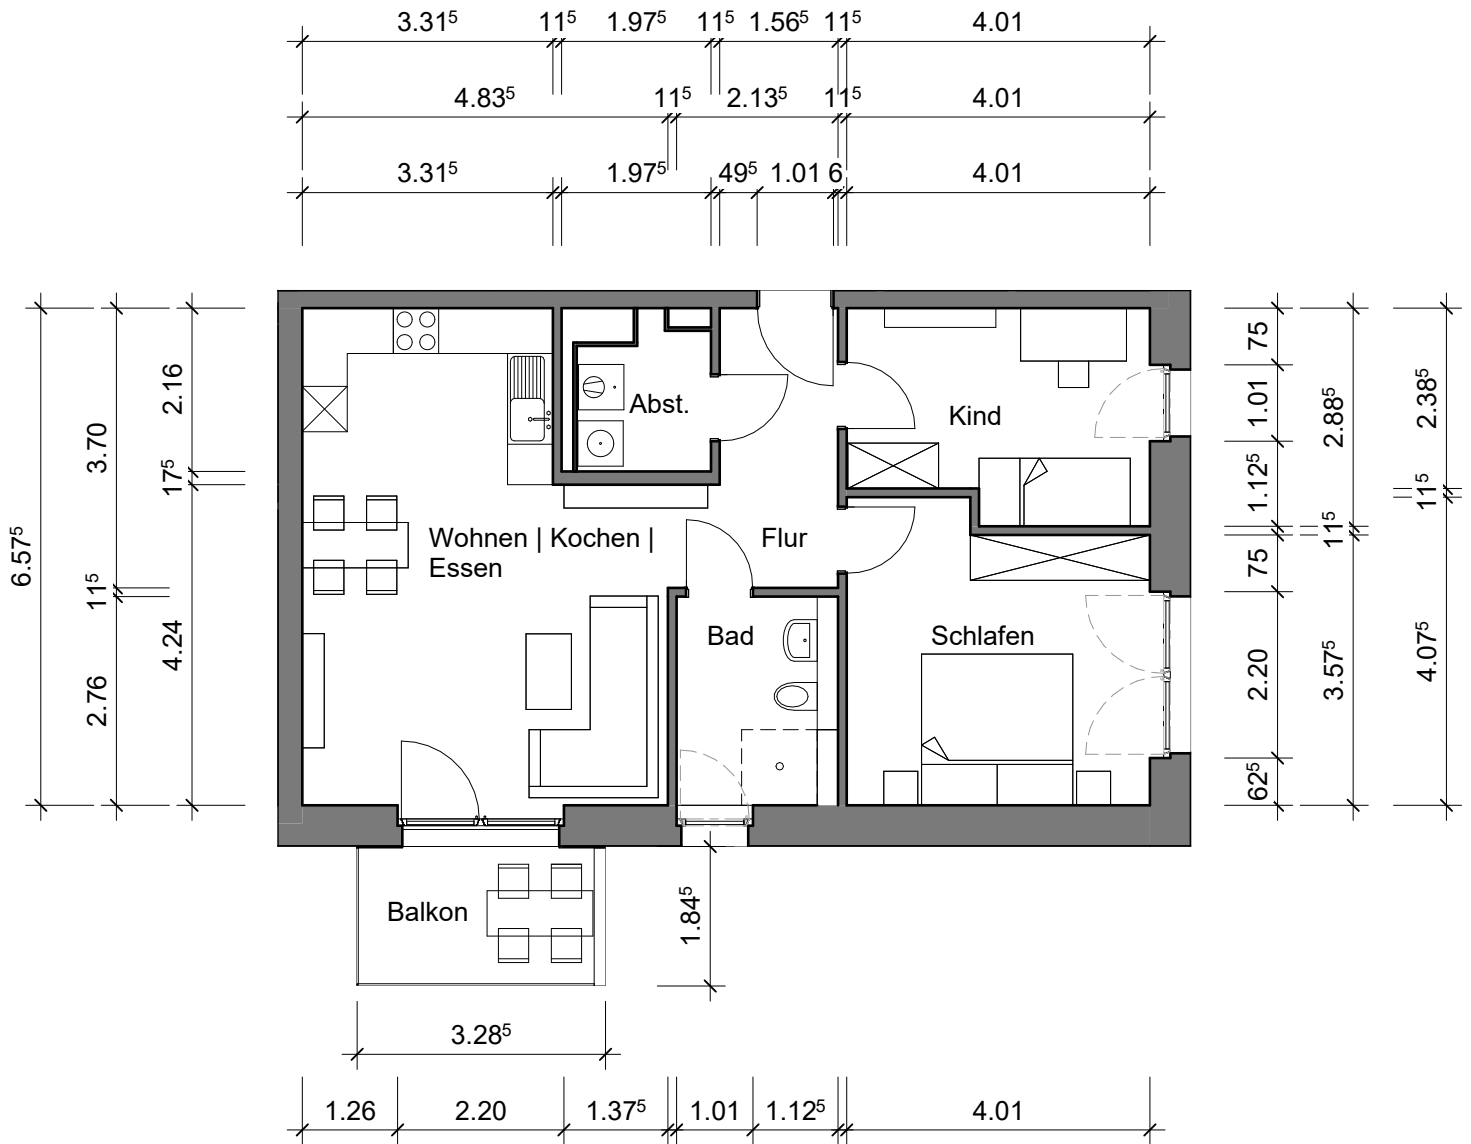 3.31⁵ 11⁵ 1.97⁵ 11⁵ 1.56⁵ 11⁵ 4.01
4.83⁵ 11⁵ 2.13⁵ 11⁵ 4.01
3.31⁵ 1.97⁵ 49⁵ 1.01 6 4.01
6.57⁵
3.70 11⁵ 2.76
2.16 17⁵ 4.24
Abst.
Kind
Wohnen | Kochen |
Essen
Flur
Bad
Schlafen
Balkon
75 1.01 1.12⁵ 75 2.20 62⁵
2.88⁵ 11⁵ 3.57⁵
2.38⁵ 11⁵ 4.07⁵
1.84⁵
3.28⁵
1.26 2.20 1.37⁵ 1.01 1.12⁵ 4.01